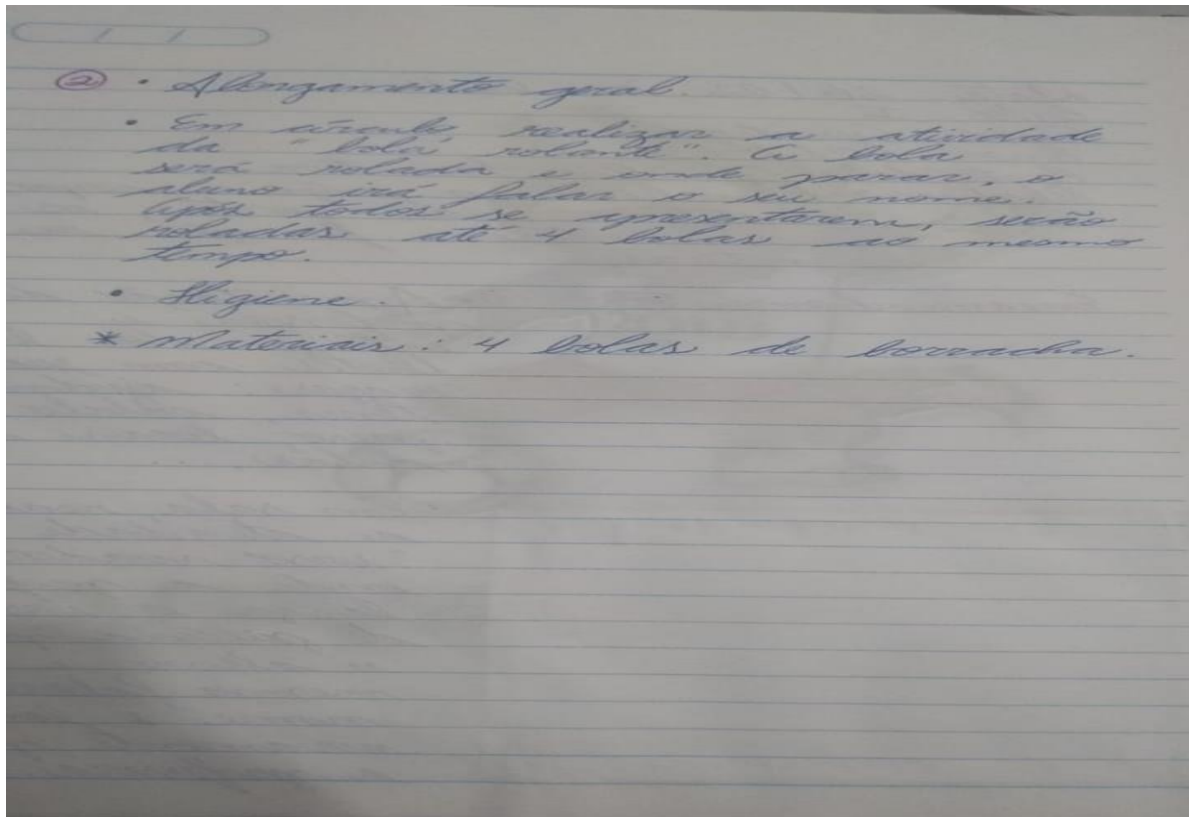 ② • Alongamento geral.
• Em círculo realizar a atividade
da "bola rolante". A bola
será rolada e onde parar, o
aluno irá falar o seu nome.
Após todos se apresentarem, serão
roladas até 4 bolas ao mesmo
tempo.
• Higiene.
* Materiais: 4 bolas de borracha.